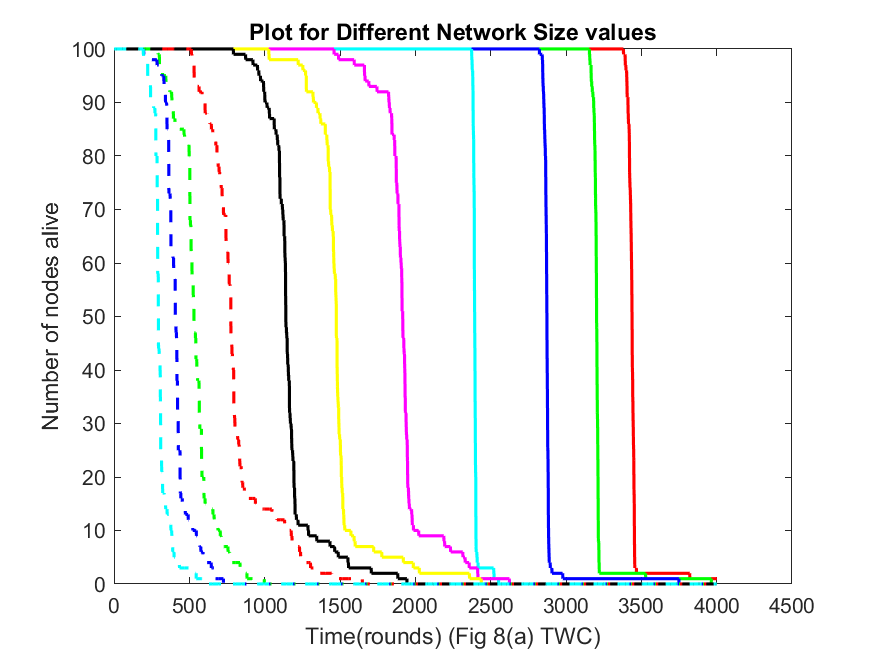 Plot for Different Network Size values
100
90
80
70
60
50
40
30
20
10
0
Number of nodes alive
0 500 1000 1500 2000 2500 3000 3500 4000 4500
Time(rounds) (Fig 8(a) TWC)